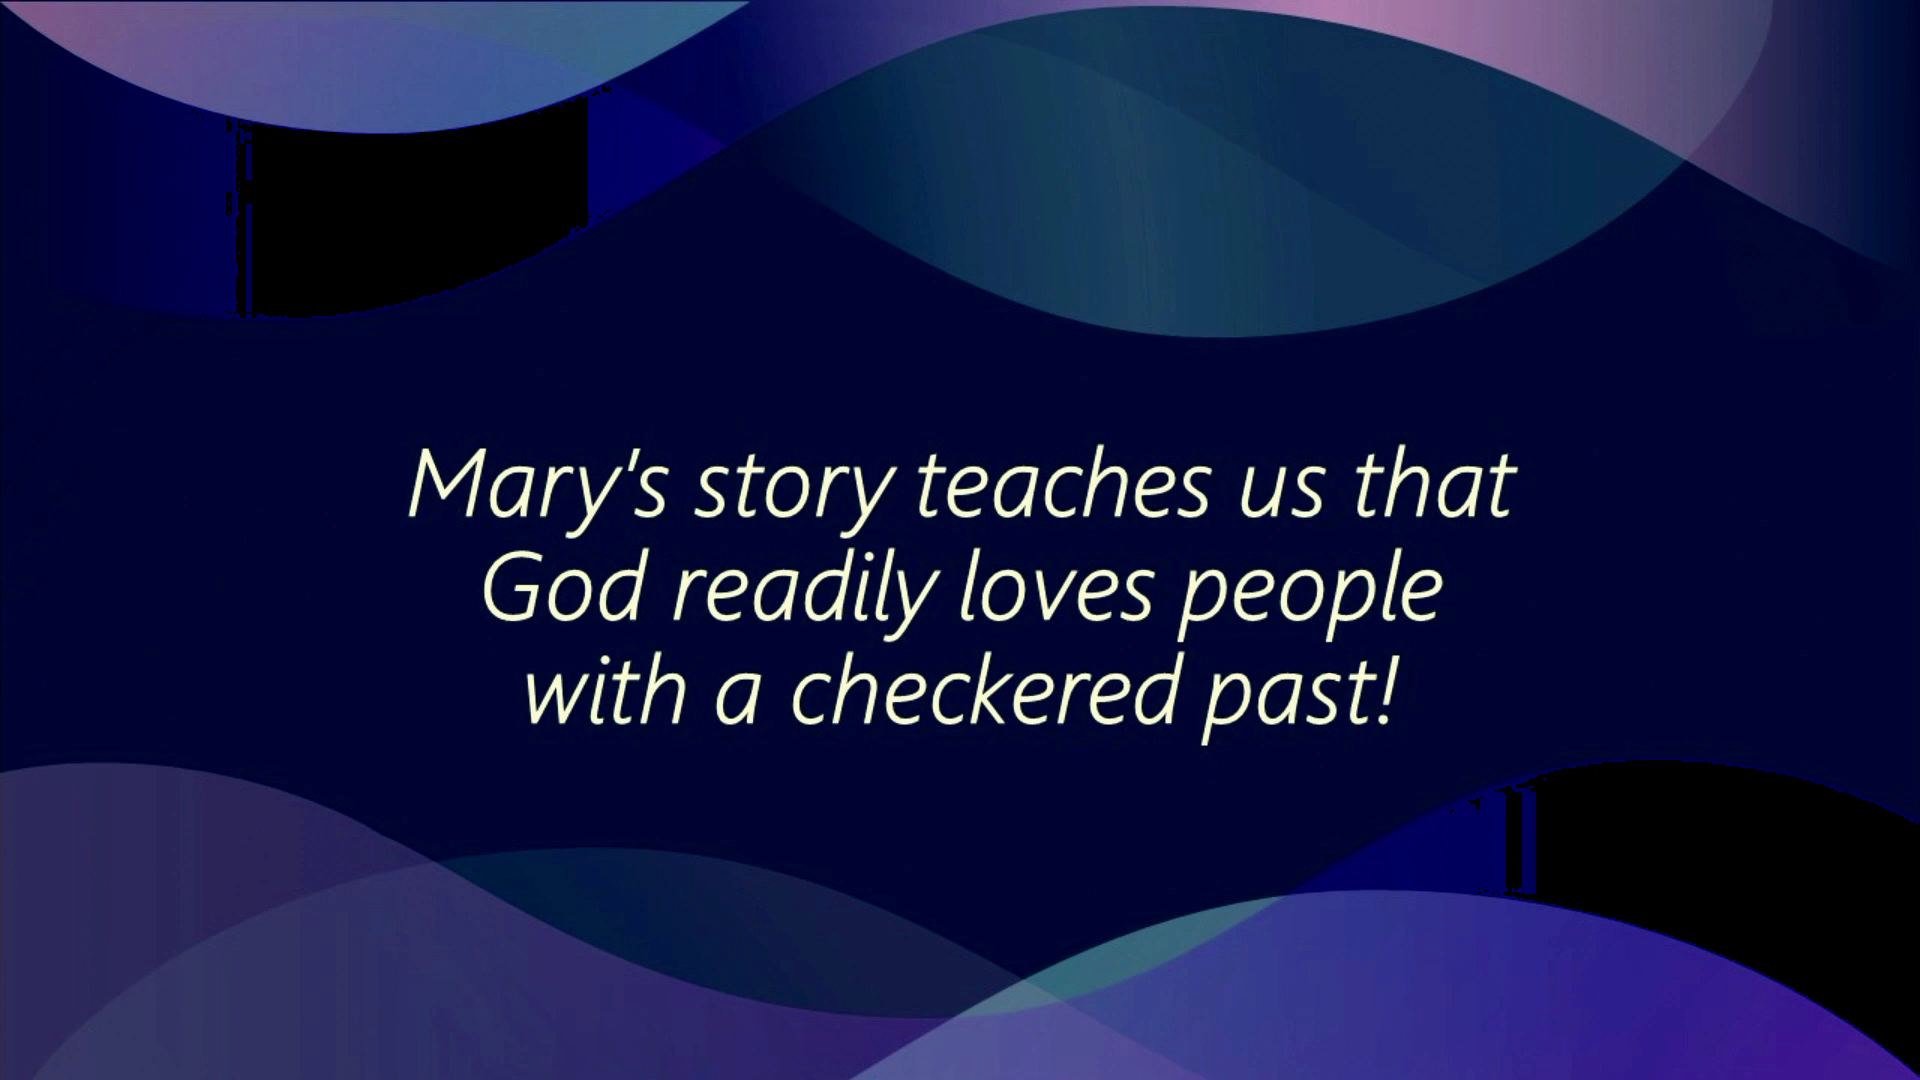 Mary's story teaches us that
God readily loves people
with a checkered past!